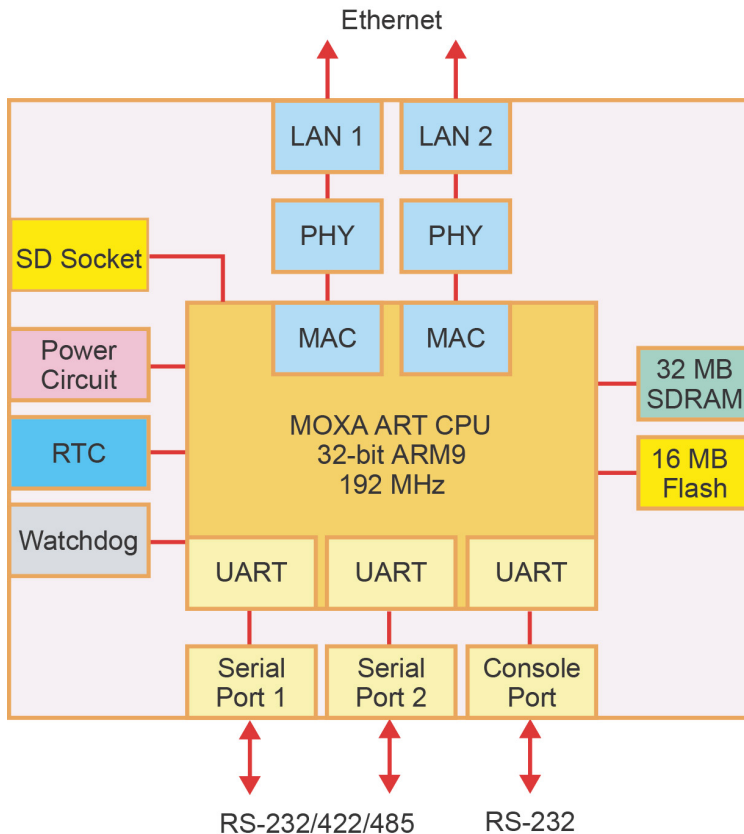 Ethernet
LAN 1
LAN 2
PHY
PHY
SD Socket
MAC
MAC
Power
Circuit
32 MB
SDRAM
MOXA ART CPU
32-bit ARM9
192 MHz
RTC
16 MB
Flash
Watchdog
UART
UART
UART
Serial
Port 1
Serial
Port 2
Console
Port
RS-232/422/485
RS-232